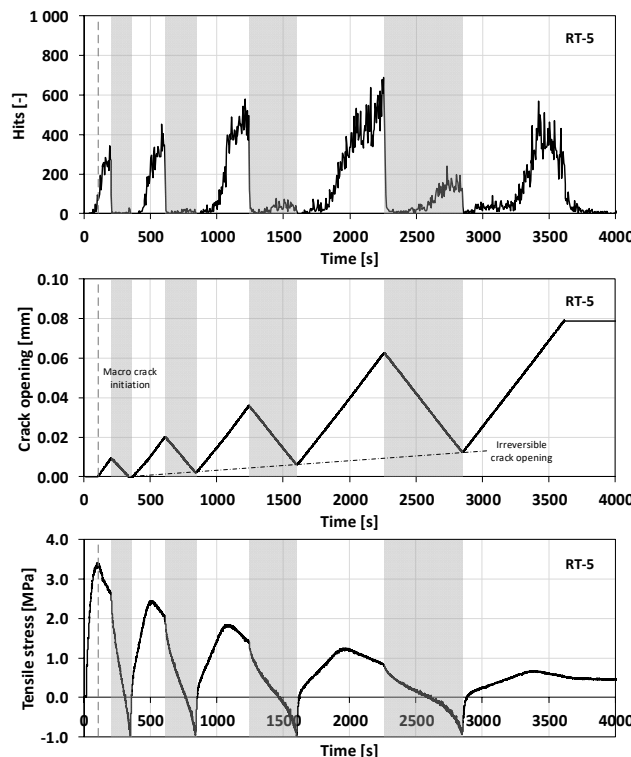 1 000
RT-5
800
600
400
200
0
Hits [-]
0 500 1000 1500 2000 2500 3000 3500 4000
Time [s]
0.10
RT-5
0.08
0.06
0.04
0.02
0.00
Crack opening [mm]
Macro crack
initiation
Irreversible
crack opening
0 500 1000 1500 2000 2500 3000 3500 4000
Time [s]
4.0
RT-5
3.0
2.0
1.0
0.0
-1.0
Tensile stress [MPa]
0 500 1000 1500 2000 2500 3000 3500 4000
Time [s]